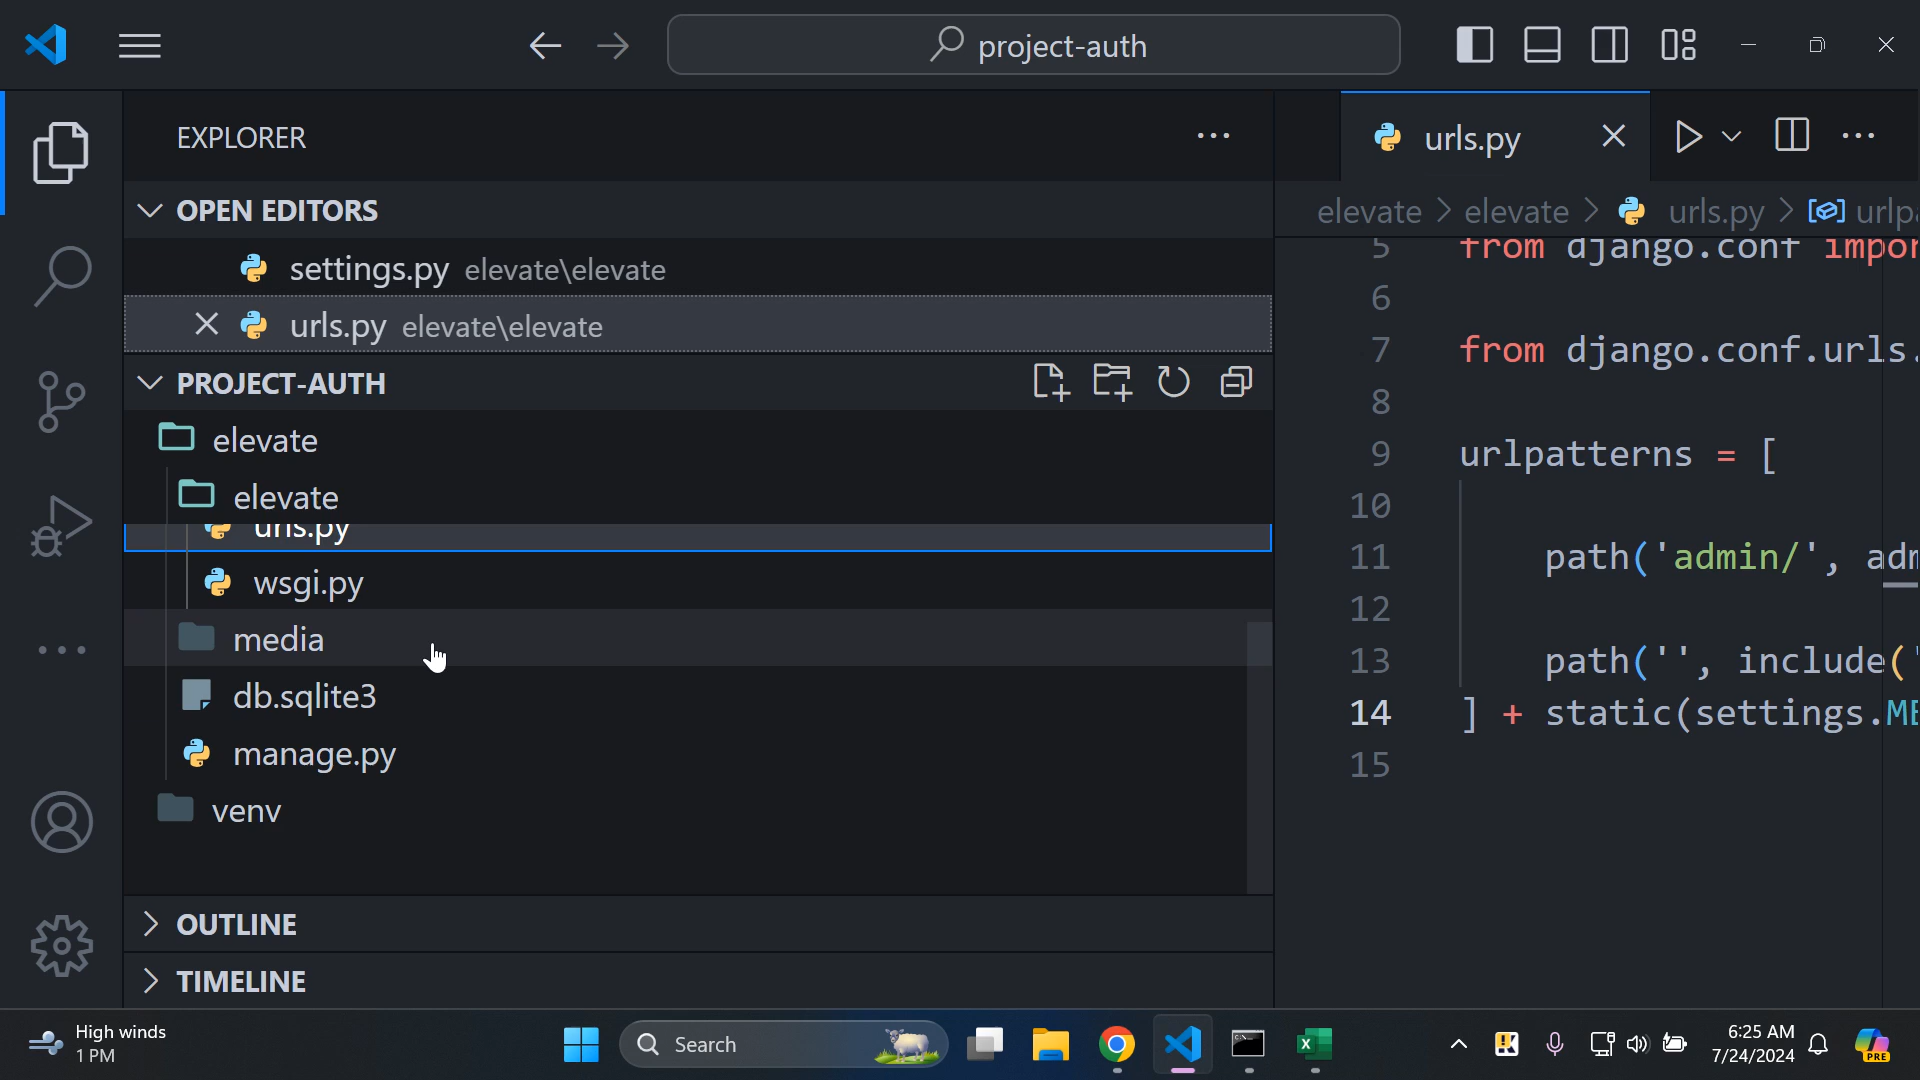 project-auth
EXPLORER
OPEN EDITORS
settings.py elevate\elevate
urls.py elevate\elevate
PROJECT-AUTH
elevate
elevate
urls.py
wsgi.py
media
db.sqlite3
manage.py
venv
OUTLINE
TIMELINE
urls.py
elevate > elevate > urls.py >
5 from django.conf
6
7 from django.conf.urls.
8
9 urlpatterns = [
10
11 path('admin/',
12
13 path('', include('
14 ] + static(settings.
15
High winds
1 PM
Search
PRE
6:25 AM
7/24/2024